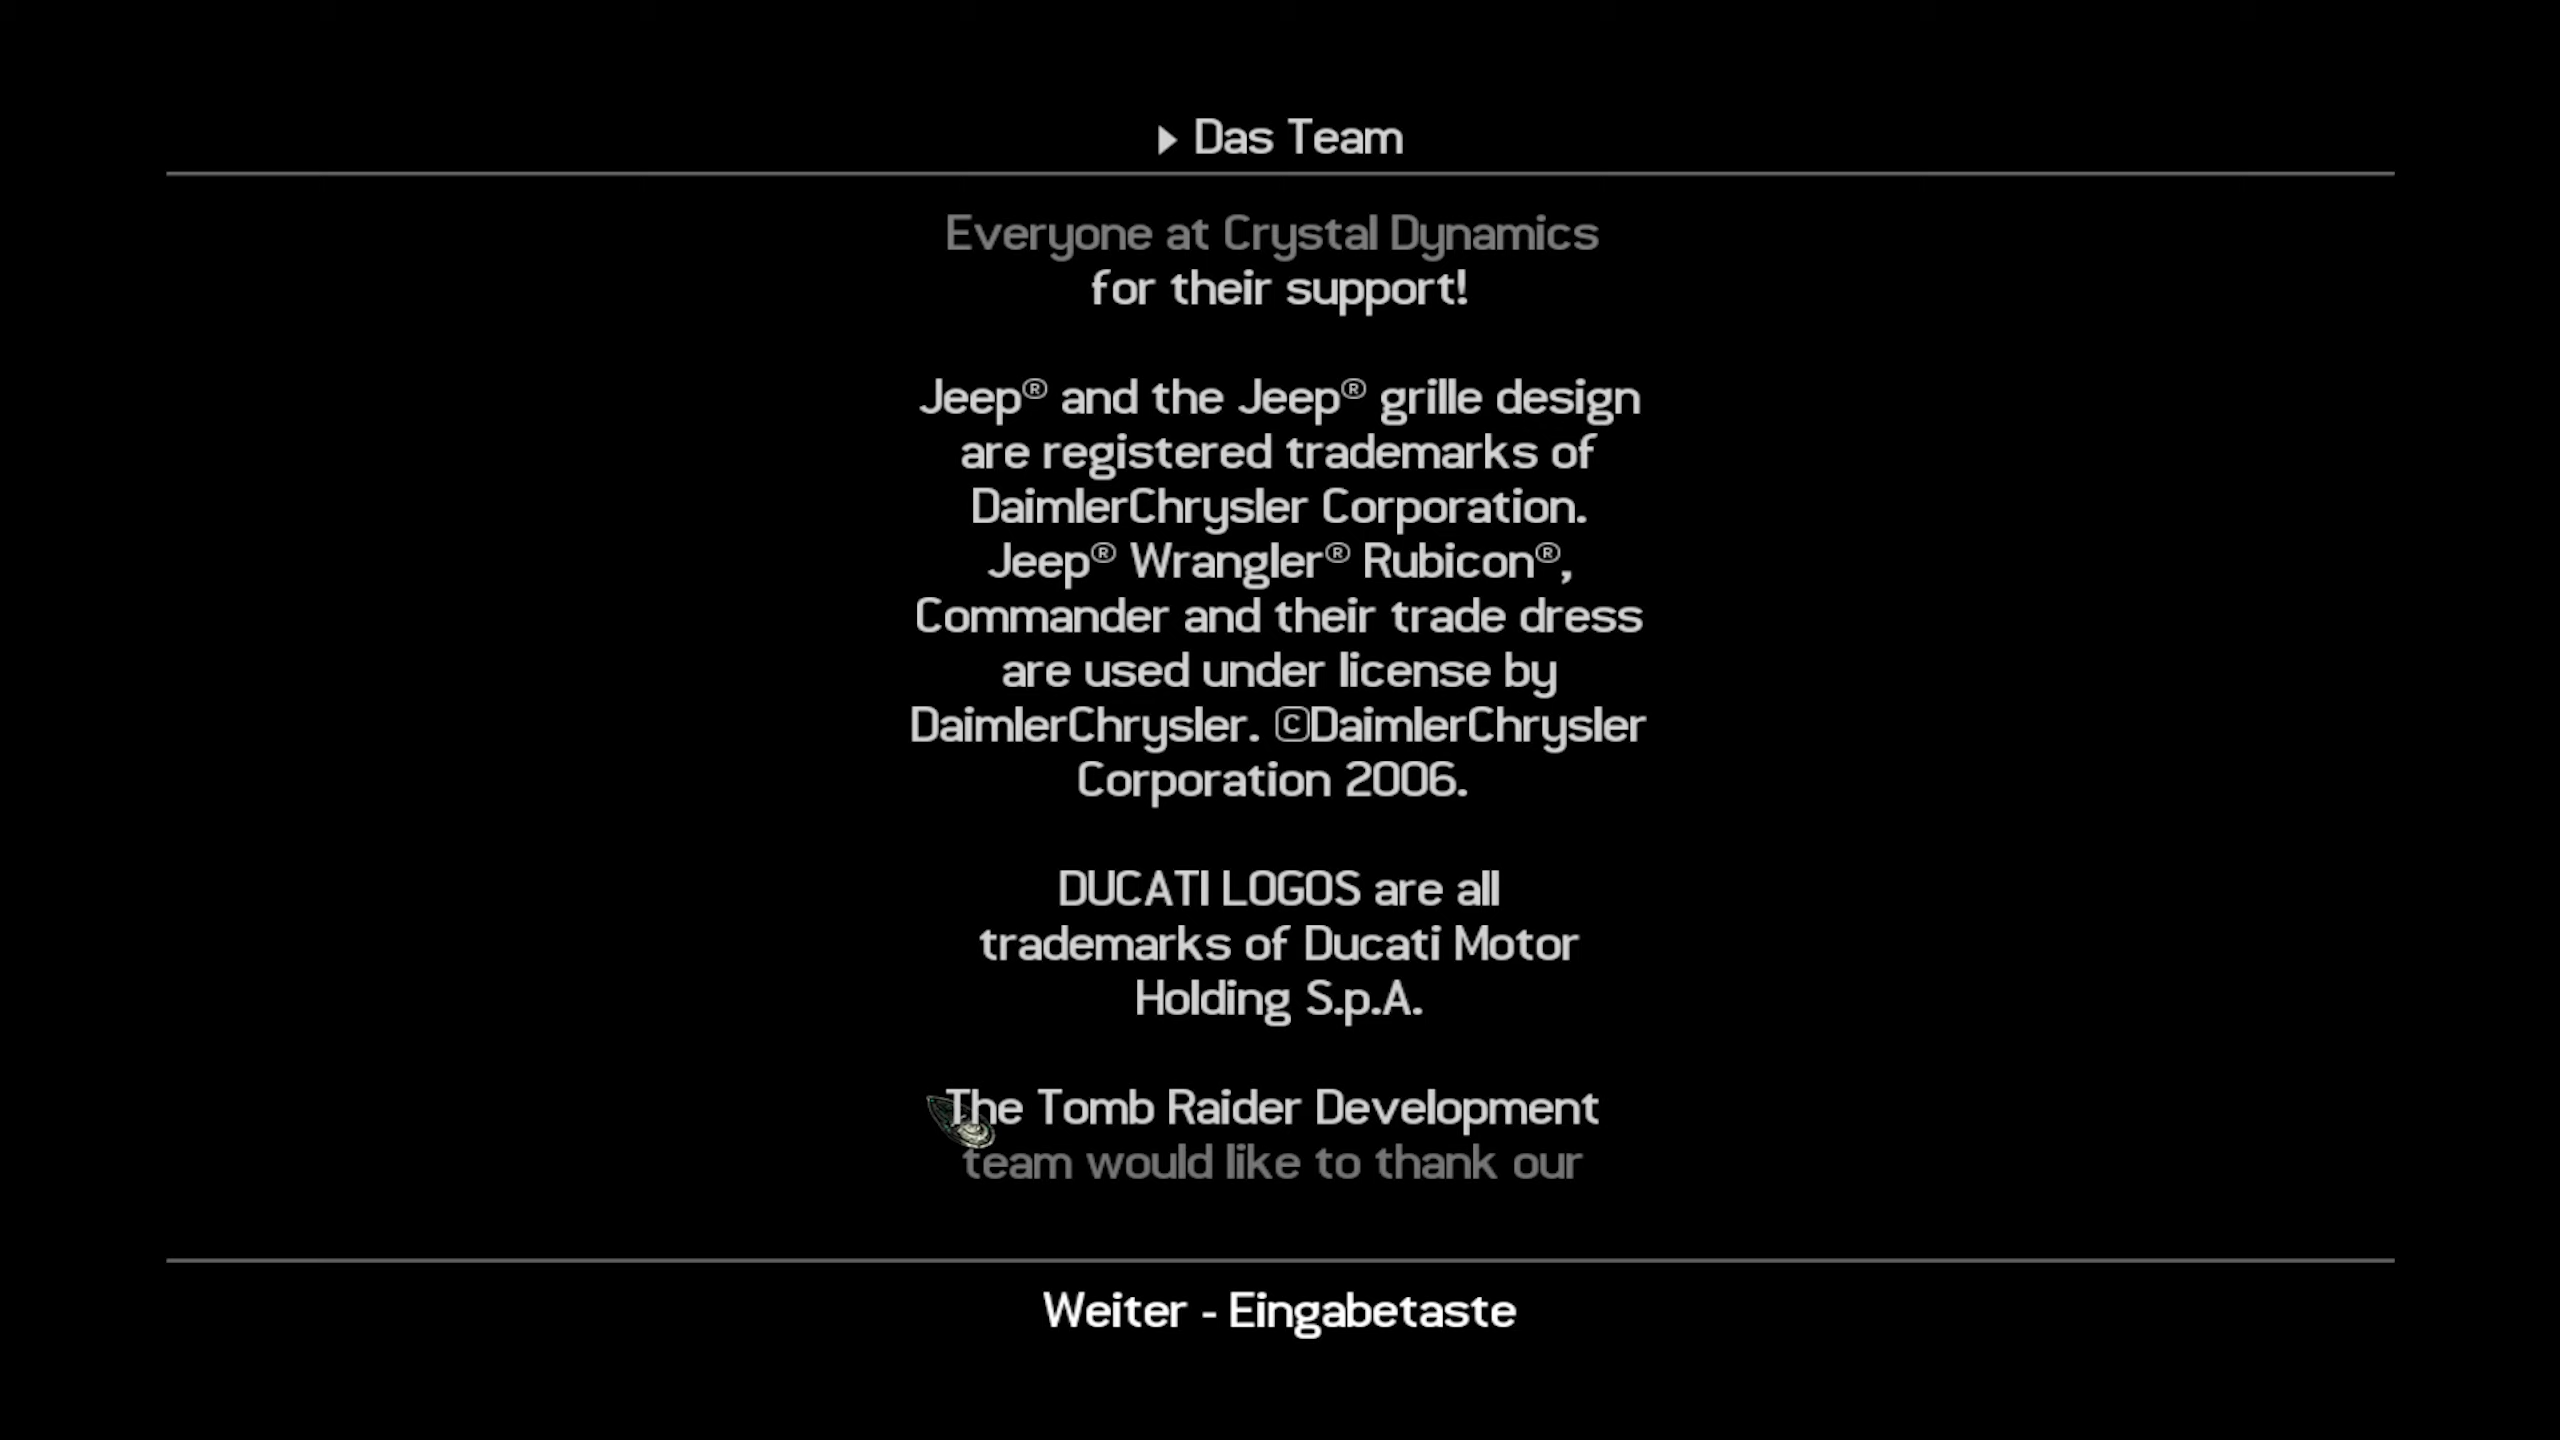 Das Team
Everyone at Crystal Dynamics
for their support!
Jeep® and the Jeep® grille design
are registered trademarks of
DaimlerChrysler Corporation.
Jeep® Wrangler® Rubicon®,
Commander and their trade dress
are used under license by
DaimlerChrysler. ©DaimlerChrysler
Corporation 2006.
DUCATI LOGOS are all
trademarks of Ducati Motor
Holding S.p.A.
The Tomb Raider Development
team would like to thank our
Weiter - Eingabetaste